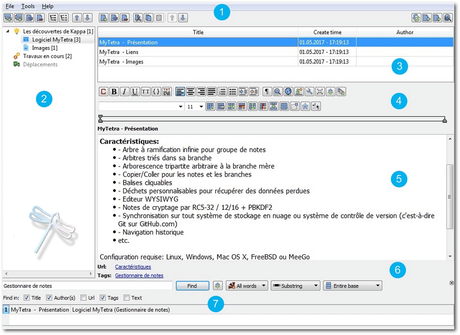 File Tools Help
1
Les découvertes de Kappa [1]
Logiciel MyTetra [3]
Images [1]
Travaux en cours [2]
Déplacements
2
Title Create time Author
MyTetra - Présentation 01.05.2017 - 17:19:13
MyTetra - Liens 01.05.2017 - 17:19:13
MyTetra - Images 01.05.2017 - 17:19:13
3
11
4
MyTetra - Présentation
Caractéristiques:
• - Arbre à ramification infinie pour groupe de notes
• - Arbitres triés dans sa branche
• - Arborescence tripartite arbitraire à la branche mère
• - Copier/Coller pour les notes et les branches
• - Balises cliquables
• - Déchets personnalisables pour récupérer des données perdues
• - Editeur WYSIWYG
• - Notes de cryptage par RC5-32 / 12/16 + PBKDF2
• - Synchronisation sur tout système de stockage en nuage ou système de contrôle de version (c'est-à-dire
Git sur GitHub.com)
• - Navigation historique
• etc.
5
Configuration requise: Linux, Windows, Mac OS X, FreeBSD ou MeeGo
Url: Caractéristiques
Tags: Gestionnaire de notes
6
Gestionnaire de notes Find All words Substring Entire base
Find in: Title Author(s) Url Tags Text
7
1 MyTetra - Présentation Logiciel MyTetra (Gestionnaire de notes)